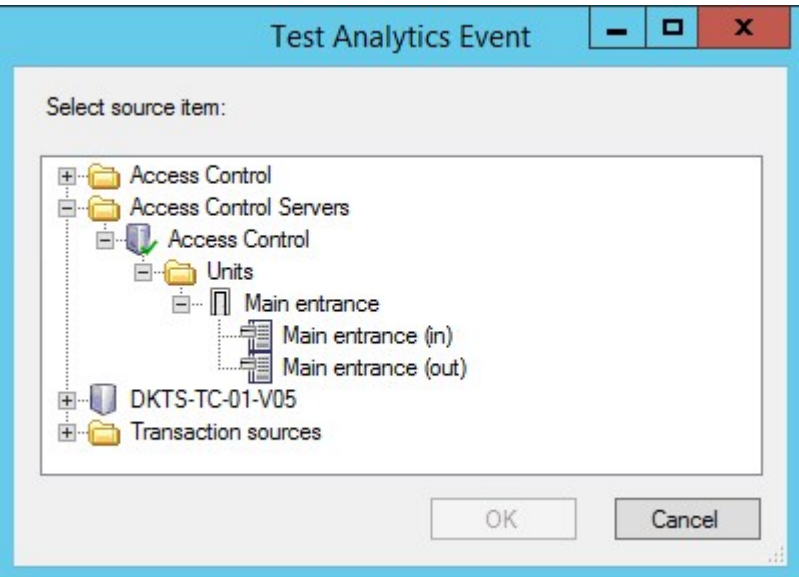 Test Analytics Event
Select source item:
Access Control
Access Control Servers
Access Control
Units
Main entrance
Main entrance (in)
Main entrance (out)
DKTS-TC-01-V05
Transaction sources
OK
Cancel